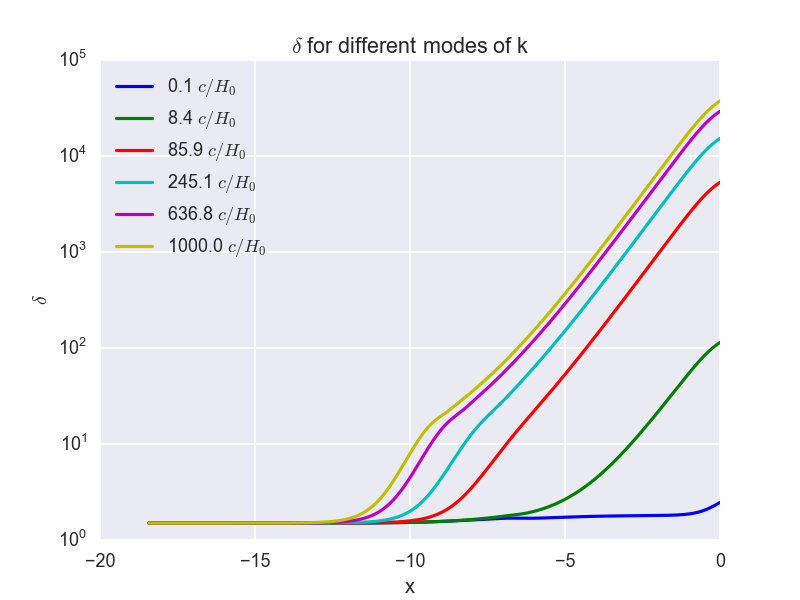 δ for different modes of k
10⁵
10⁴
10³
10²
10¹
10⁰
δ
0.1 c/H₀
8.4 c/H₀
85.9 c/H₀
245.1 c/H₀
636.8 c/H₀
1000.0 c/H₀
−20 −15 −10 −5 0
x